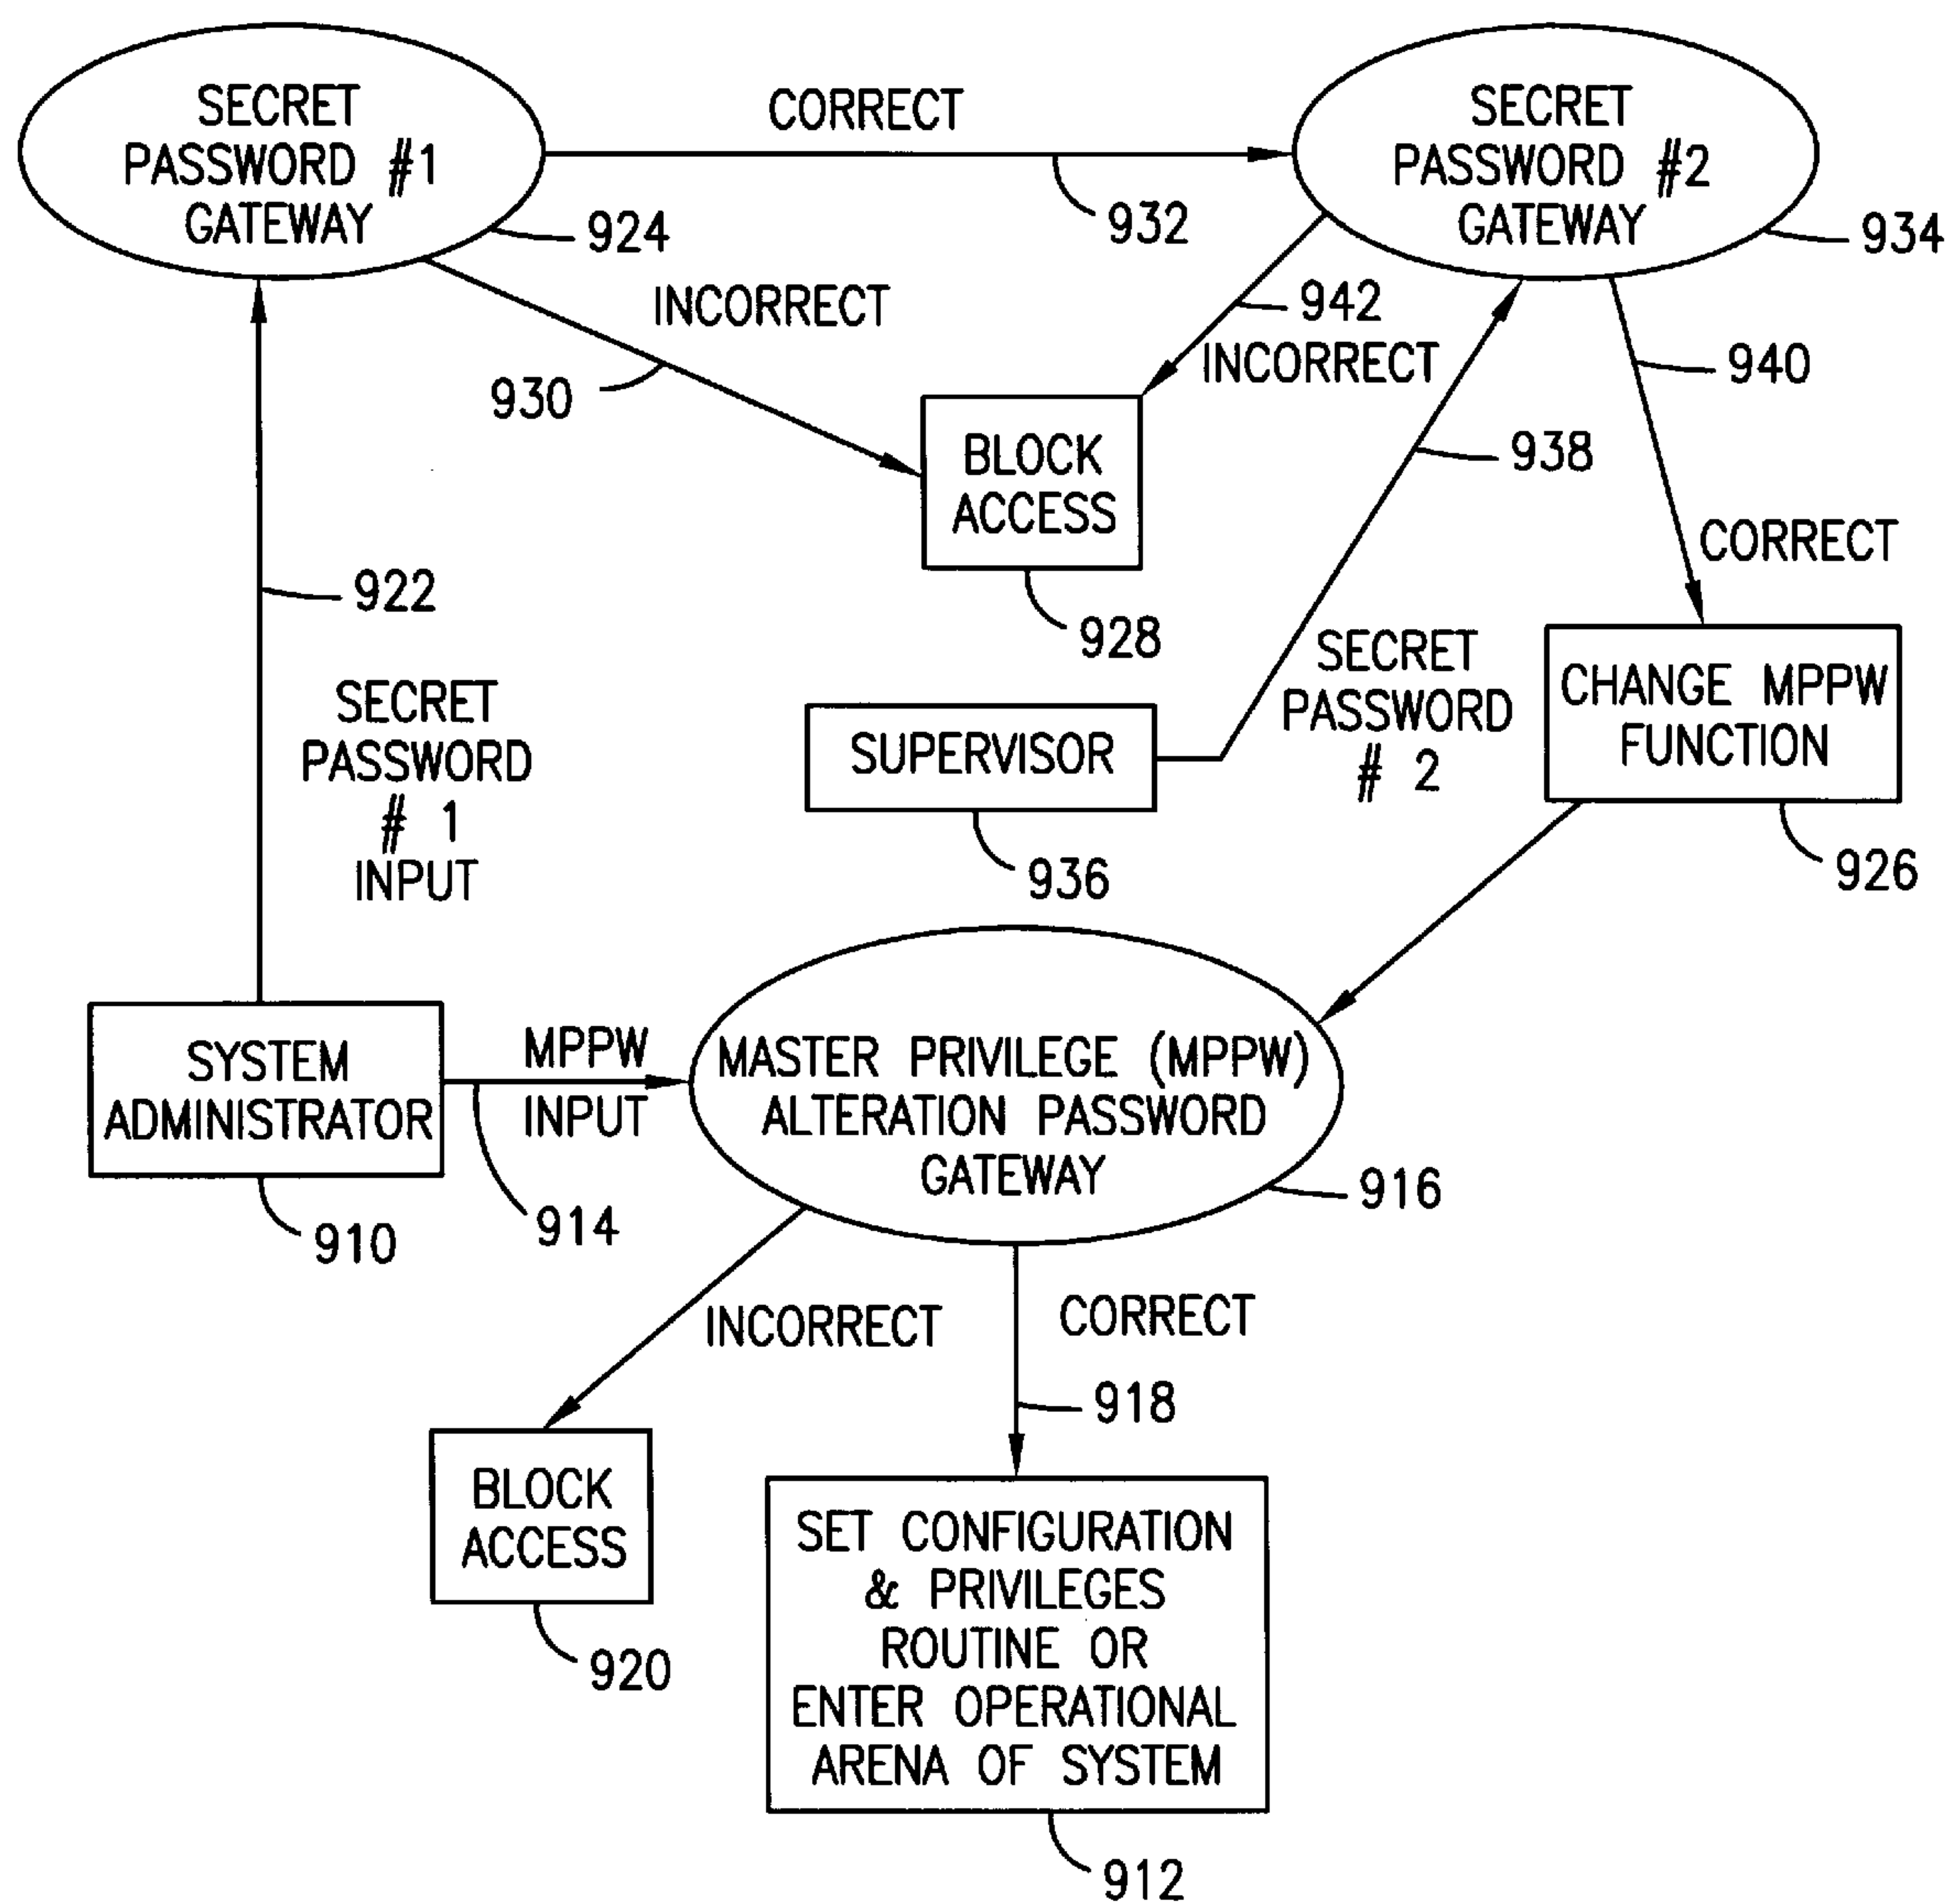 SECRET
PASSWORD #1
GATEWAY
924
CORRECT
932
SECRET
PASSWORD #2
GATEWAY
934
INCORRECT
930
942
INCORRECT
940
938
CORRECT
BLOCK
ACCESS
928
922
SECRET
PASSWORD
# 1
INPUT
SUPERVISOR
936
SECRET
PASSWORD
# 2
CHANGE MPPW
FUNCTION
926
SYSTEM
ADMINISTRATOR
910
MPPW
INPUT
914
MASTER PRIVILEGE (MPPW)
ALTERATION PASSWORD
GATEWAY
916
INCORRECT
CORRECT
918
BLOCK
ACCESS
920
SET CONFIGURATION
& PRIVILEGES
ROUTINE OR
ENTER OPERATIONAL
ARENA OF SYSTEM
912